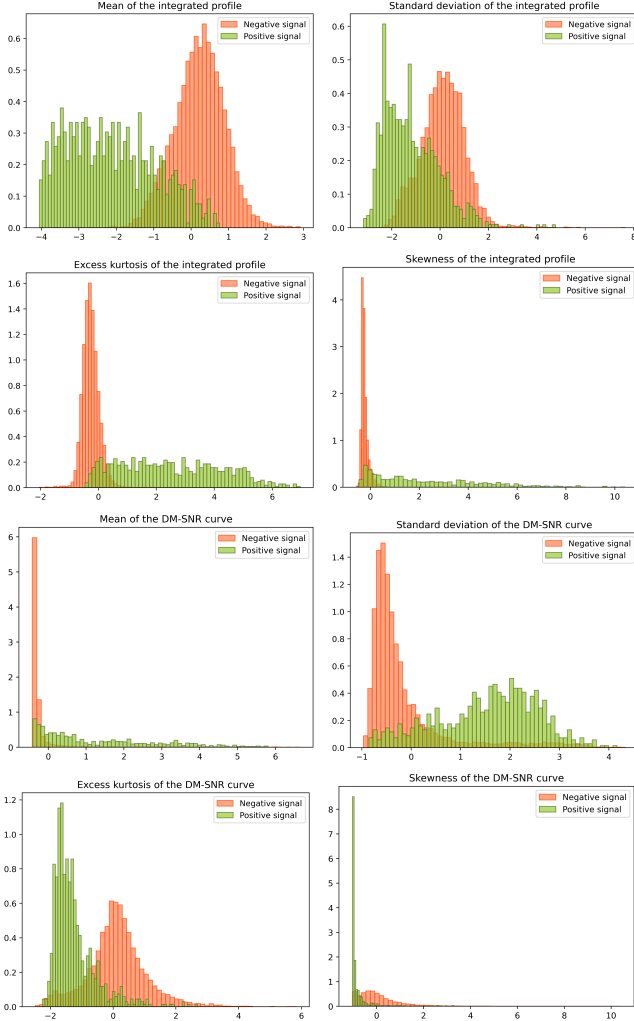 Mean of the integrated profile
Negative signal
Positive signal
0.6
0.5
0.4
0.3
0.2
0.1
0.0
−4 −3 −2 −1 0 1 2 3
Standard deviation of the integrated profile
Negative signal
Positive signal
0.6
0.5
0.4
0.3
0.2
0.1
0.0
−2 0 2 4 6 8
Excess kurtosis of the integrated profile
Negative signal
Positive signal
1.6
1.4
1.2
1.0
0.8
0.6
0.4
0.2
0.0
−2 0 2 4 6
Skewness of the integrated profile
Negative signal
Positive signal
4
3
2
1
0
0 2 4 6 8 10
Mean of the DM-SNR curve
Negative signal
Positive signal
6
5
4
3
2
1
0
0 1 2 3 4 5 6
Standard deviation of the DM-SNR curve
Negative signal
Positive signal
1.4
1.2
1.0
0.8
0.6
0.4
0.2
0.0
−1 0 1 2 3 4
Excess kurtosis of the DM-SNR curve
Negative signal
Positive signal
1.2
1.0
0.8
0.6
0.4
0.2
0.0
−2 0 2 4 6
Skewness of the DM-SNR curve
Negative signal
Positive signal
8
7
6
5
4
3
2
1
0
0 2 4 6 8 10